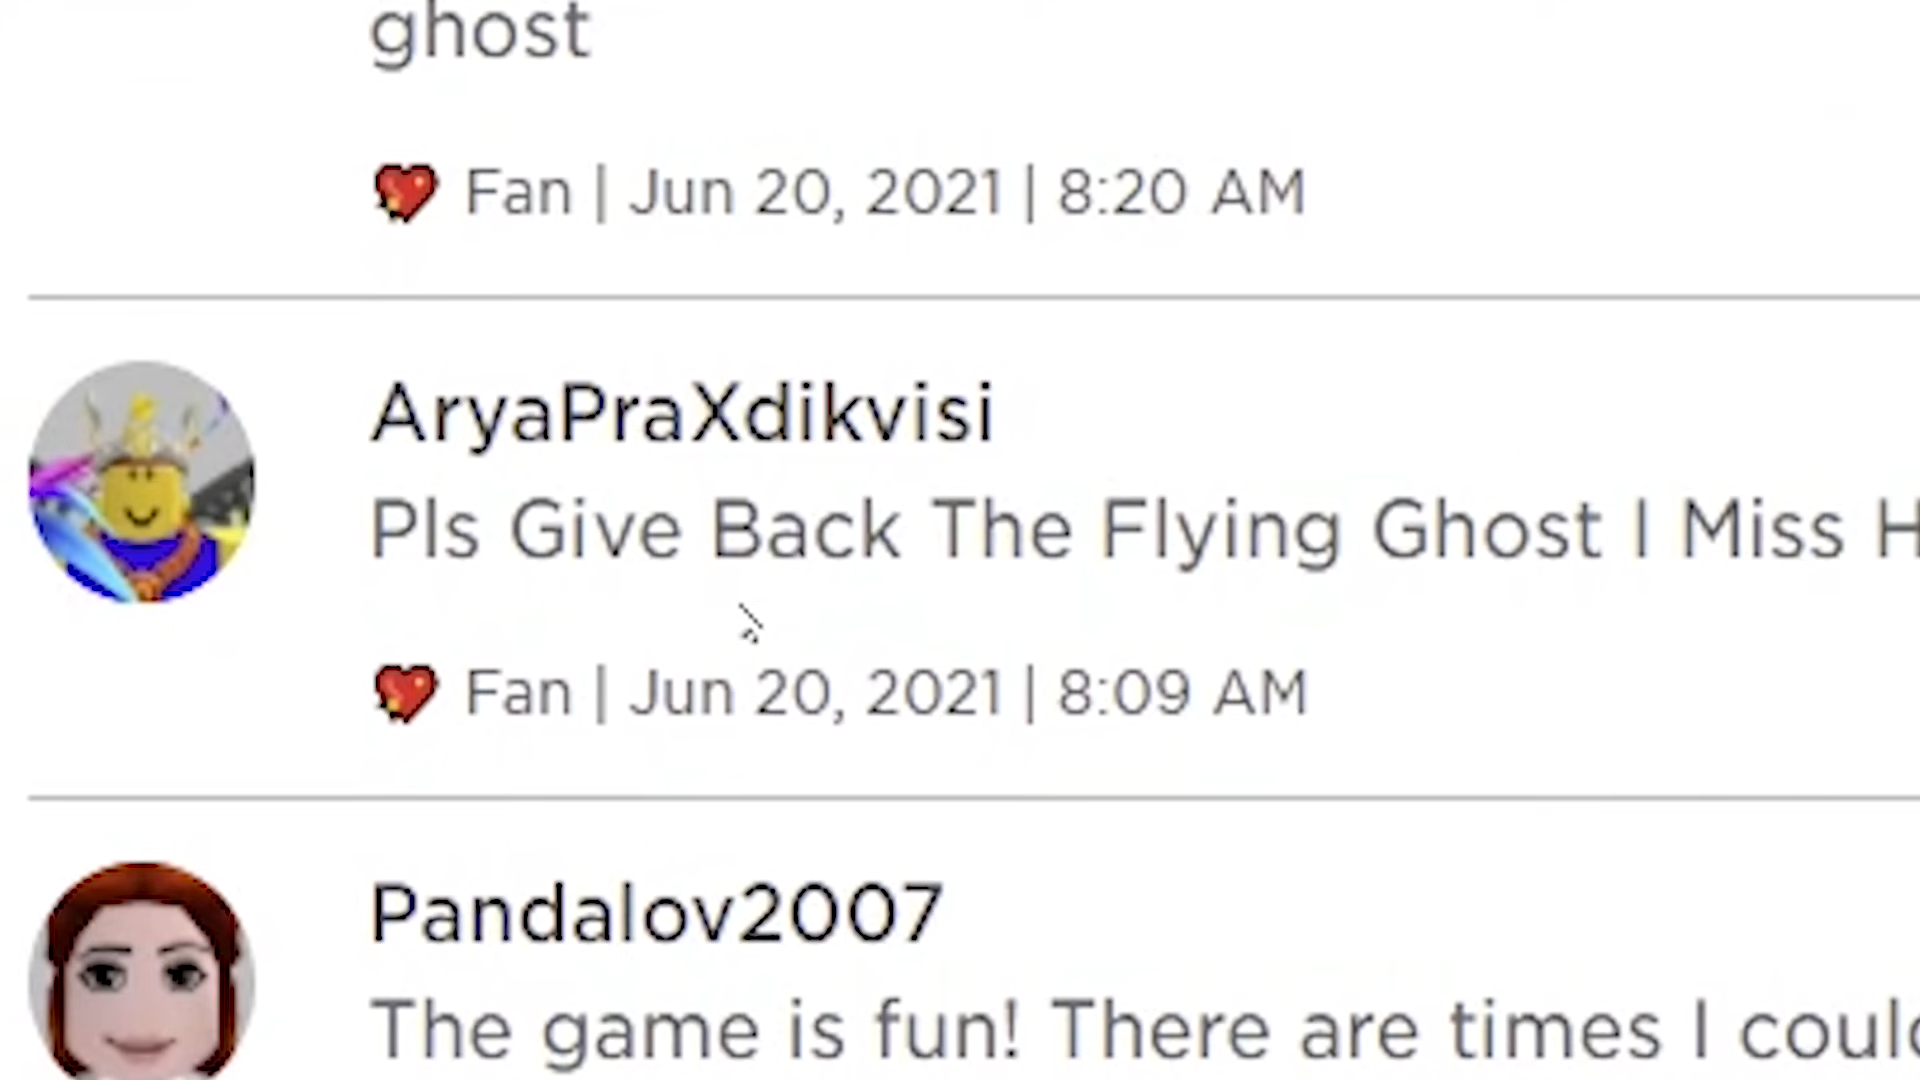 ghost
Fan | Jun 20, 2021 | 8:20 AM
AryaPraXdikvisi
Pls Give Back The Flying Ghost I Miss
Fan | Jun 20, 2021 | 8:09 AM
Pandalov2007
The game is fun! There are times I could